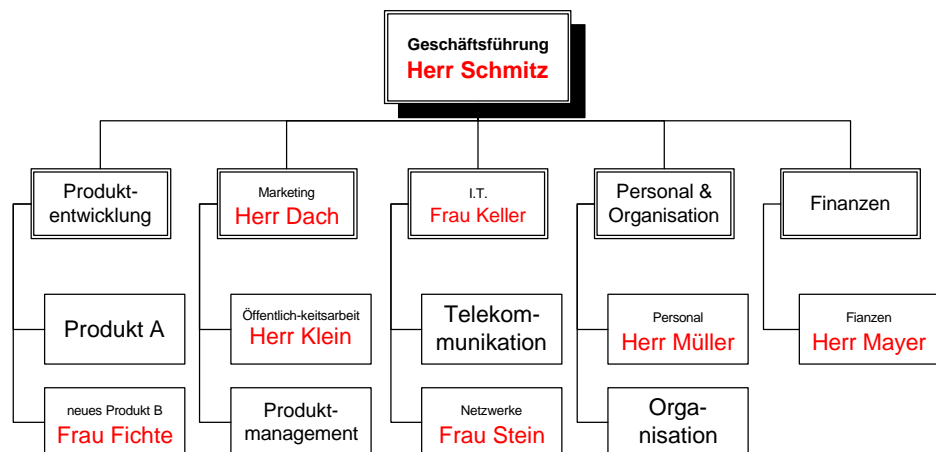 Geschäftsführung
Herr Schmitz
Produkt-
entwicklung
Marketing
Herr Dach
I.T.
Frau Keller
Personal &
Organisation
Finanzen
Produkt A
Öffentlich-keitsarbeit
Herr Klein
Telekom-
munikation
Personal
Herr Müller
Fianzen
Herr Mayer
neues Produkt B
Frau Fichte
Produkt-
management
Netzwerke
Frau Stein
Orga-
nisation